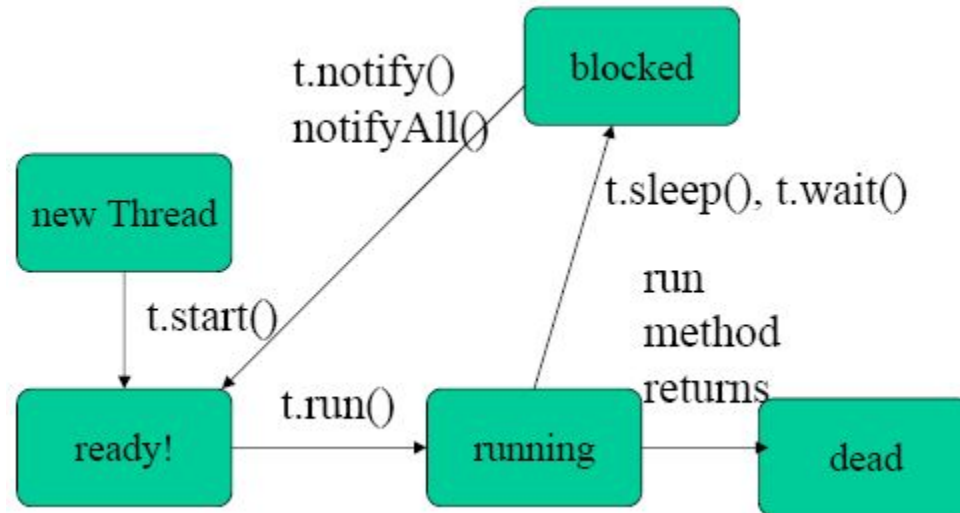 t.notify()
notifyAll()
blocked
new Thread
t.sleep(), t.wait()
t.start()
run
method
returns
ready!
t.run()
running
dead